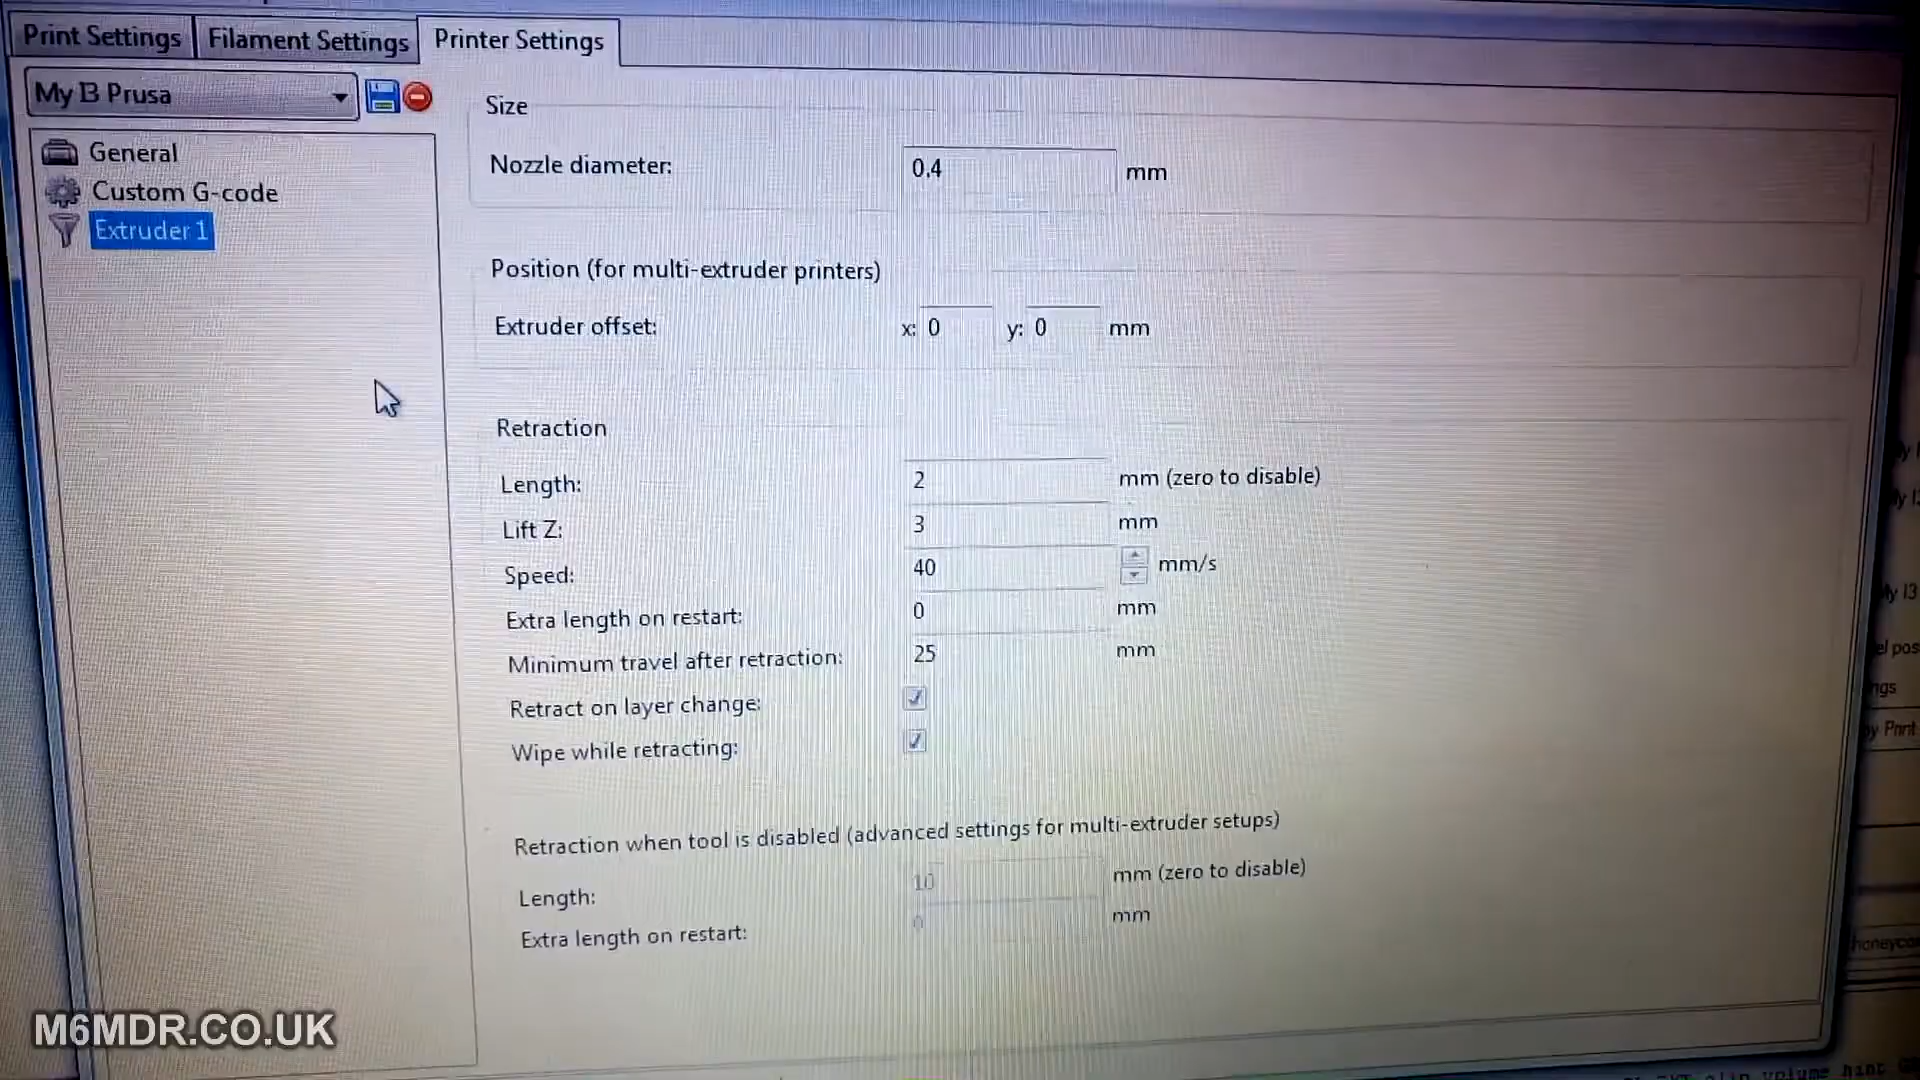 Print Settings
Filament Settings
Printer Settings
My I3 Prusa
General
Custom G-code
Extruder 1
Size
Nozzle diameter: 0.4 mm
Position (for multi-extruder printers)
Extruder offset: x: 0 y: 0 mm
Retraction
Length: 2 mm (zero to disable)
Lift Z: 3 mm
Speed: 40 mm/s
Extra length on restart: 0 mm
Minimum travel after retraction: 25 mm
Retract on layer change:
Wipe while retracting:
Retraction when tool is disabled (advanced settings for multi-extruder setups)
Length: 10 mm (zero to disable)
Extra length on restart: 0 mm
M6MDR.CO.UK